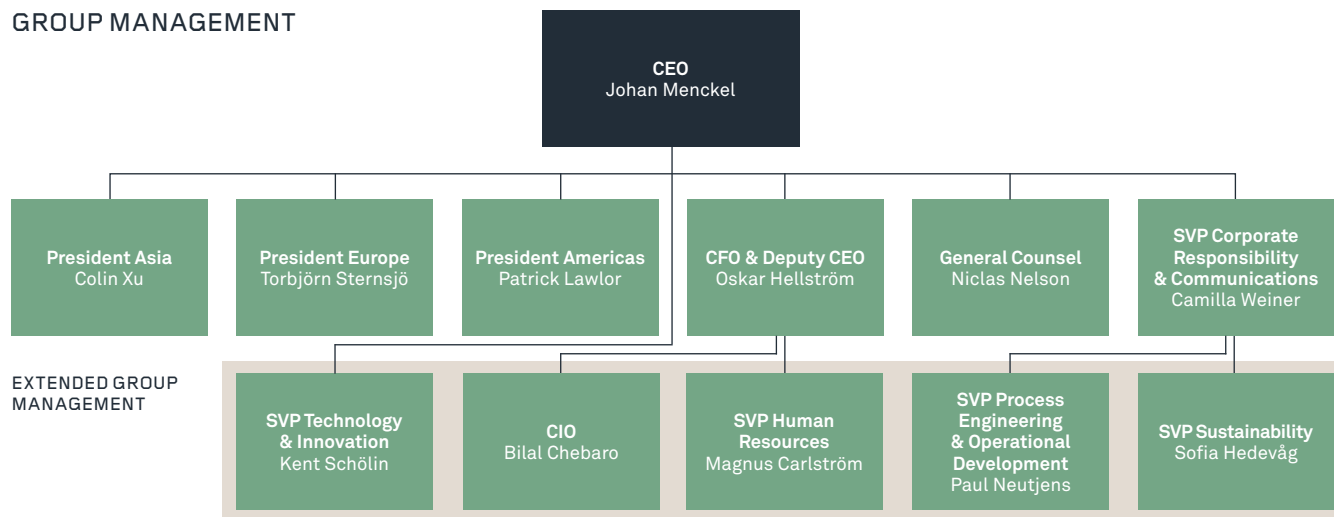 GROUP MANAGEMENT
CEO
Johan Menckel
President Asia
Colin Xu
President Europe
Torbjörn Sternsjö
President Americas
Patrick Lawlor
CFO & Deputy CEO
Oskar Hellström
General Counsel
Niclas Nelson
SVP Corporate
Responsibility
& Communications
Camilla Weiner
EXTENDED GROUP
MANAGEMENT
SVP Technology
& Innovation
Kent Schölin
CIO
Bilal Chebaro
SVP Human
Resources
Magnus Carlström
SVP Process
Engineering
& Operational
Development
Paul Neutjens
SVP Sustainability
Sofia Hedevåg